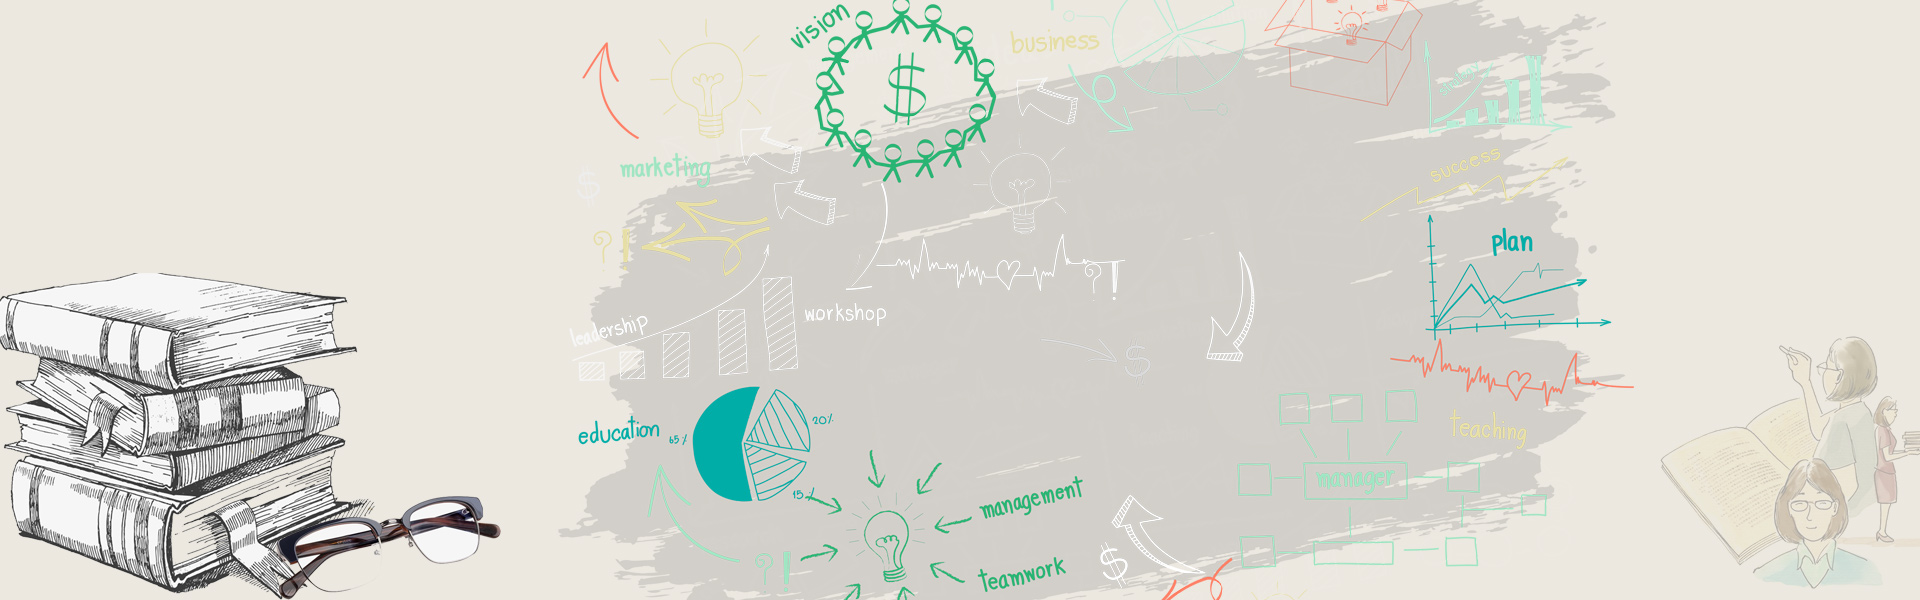 vision
business
$
marketing
$
success
? !
plan
? !
leadership
workshop
$
education
65%
20%
teaching
15%
manager
management
? !
teamwork
$